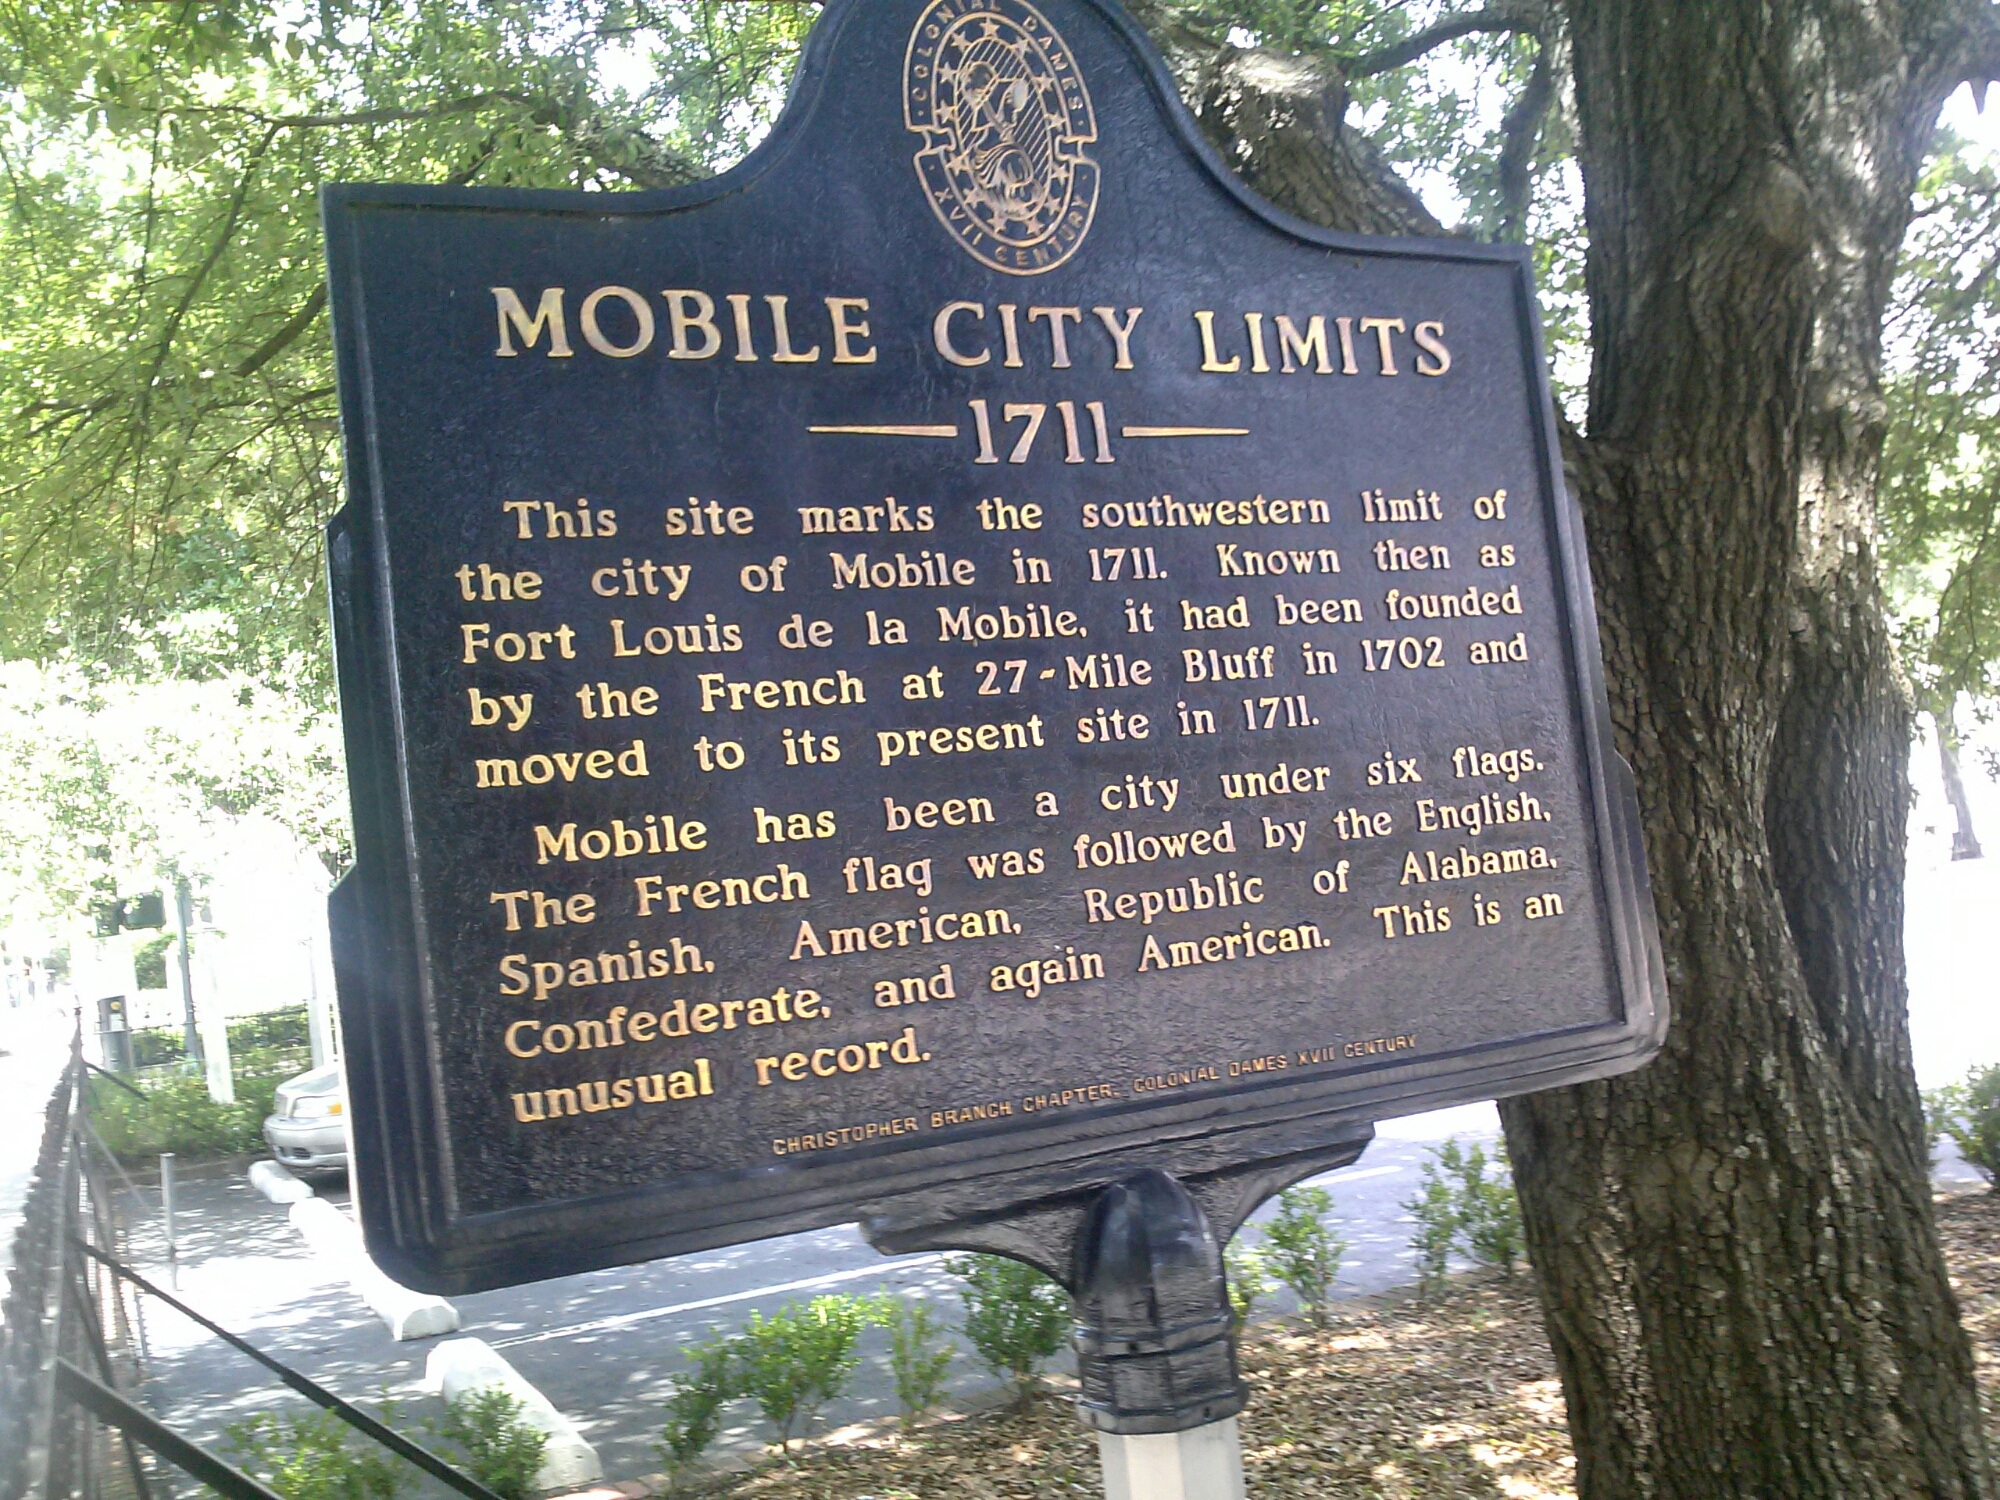 COLONIAL DAMES
XVII CENTURY
MOBILE CITY LIMITS
1711
This site marks the southwestern limit of
the city of Mobile in 1711. Known then as
Fort Louis de la Mobile, it had been founded
by the French at 27-Mile Bluff in 1702 and
moved to its present site in 1711.
Mobile has been a city under six flags.
The French flag was followed by the English,
Spanish, American, Republic of Alabama,
Confederate, and again American. This is an
unusual record.
CHRISTOPHER BRANCH CHAPTER, COLONIAL DAMES XVII CENTURY